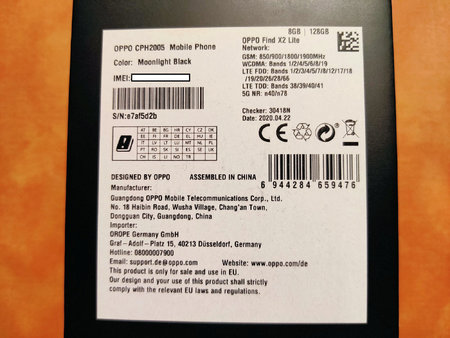 OPPO CPH2005 Mobile Phone
Color: Moonlight Black
IMEI:
S/N:e7af5d2b
8GB | 128GB
OPPO Find X2 Lite
Network:
GSM: 850/900/1800/1900MHz
WCDMA: Bands 1/2/4/5/6/8/19
LTE FDD: Bands 1/2/3/4/5/7/8/12/17/18
/19/20/26/28/66
LTE TDD: Bands 38/39/40/41
5G NR: n40/n78
Checker: 30418N
Date: 2020.04.22
CE
AT BE BG HR CY CZ DK
EE FI FR DE EL HU IE
IT LV LT LU MT NL PL
PT RO SK SI ES SE UK
CH IS LI NO TR
DESIGNED BY OPPO ASSEMBLED IN CHINA
6 944284 659476
Manufacturer:
Guangdong OPPO Mobile Telecommunications Corp., Ltd.
No. 18 Haibin Road, Wusha Village, Chang'an Town,
Dongguan City, Guangdong, China
Importer:
OROPE Germany GmbH
Graf-Adolf-Platz 15, 40213 Düsseldorf, Germany
Hotline: 08000007900
Email: support.de@oppo.com Website: www.oppo.com/de
This product is only for sale and use in EU.
Our design and your use of this product shall strictly
comply with the relevant EU laws and regulations.